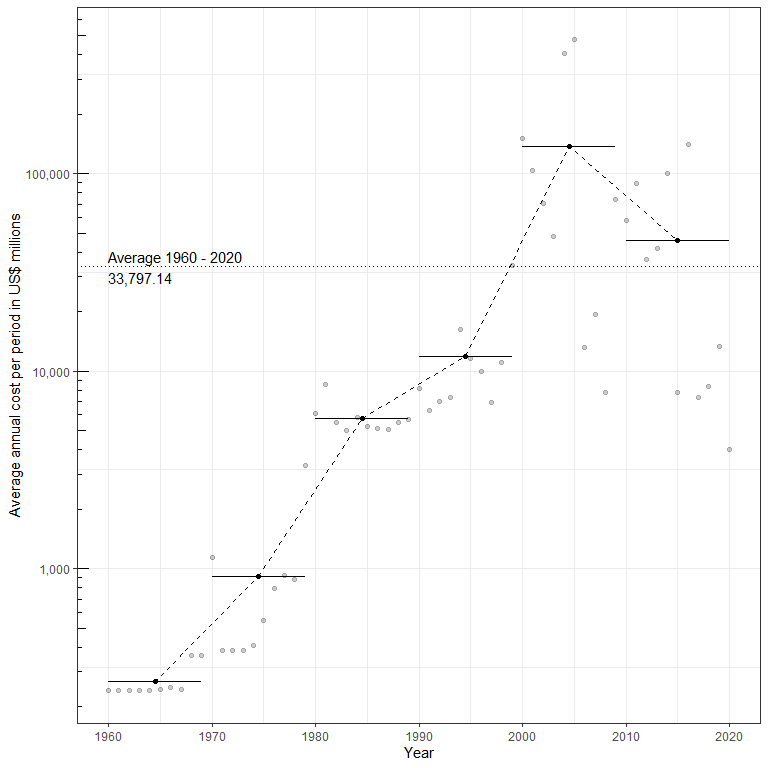 Average annual cost per period in US$ millions
100,000
10,000
1,000
Average 1960 - 2020
33,797.14
1960 1970 1980 1990 2000 2010 2020
Year